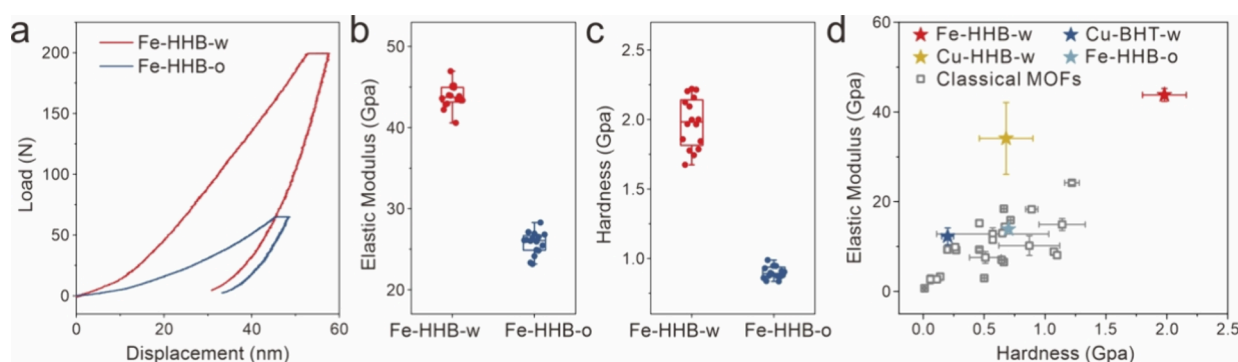 a
Fe-HHB-w
Fe-HHB-o
200
150
100
50
0
0
20
40
60
Load (N)
Displacement (nm)
b
50
40
30
20
Elastic Modulus (Gpa)
Fe-HHB-w
Fe-HHB-o
c
2.5
2.0
1.5
1.0
Hardness (Gpa)
Fe-HHB-w
Fe-HHB-o
d
Fe-HHB-w
Cu-BHT-w
Cu-HHB-w
Fe-HHB-o
Classical MOFs
60
40
20
0
0.0
0.5
1.0
1.5
2.0
2.5
Elastic Modulus (Gpa)
Hardness (Gpa)